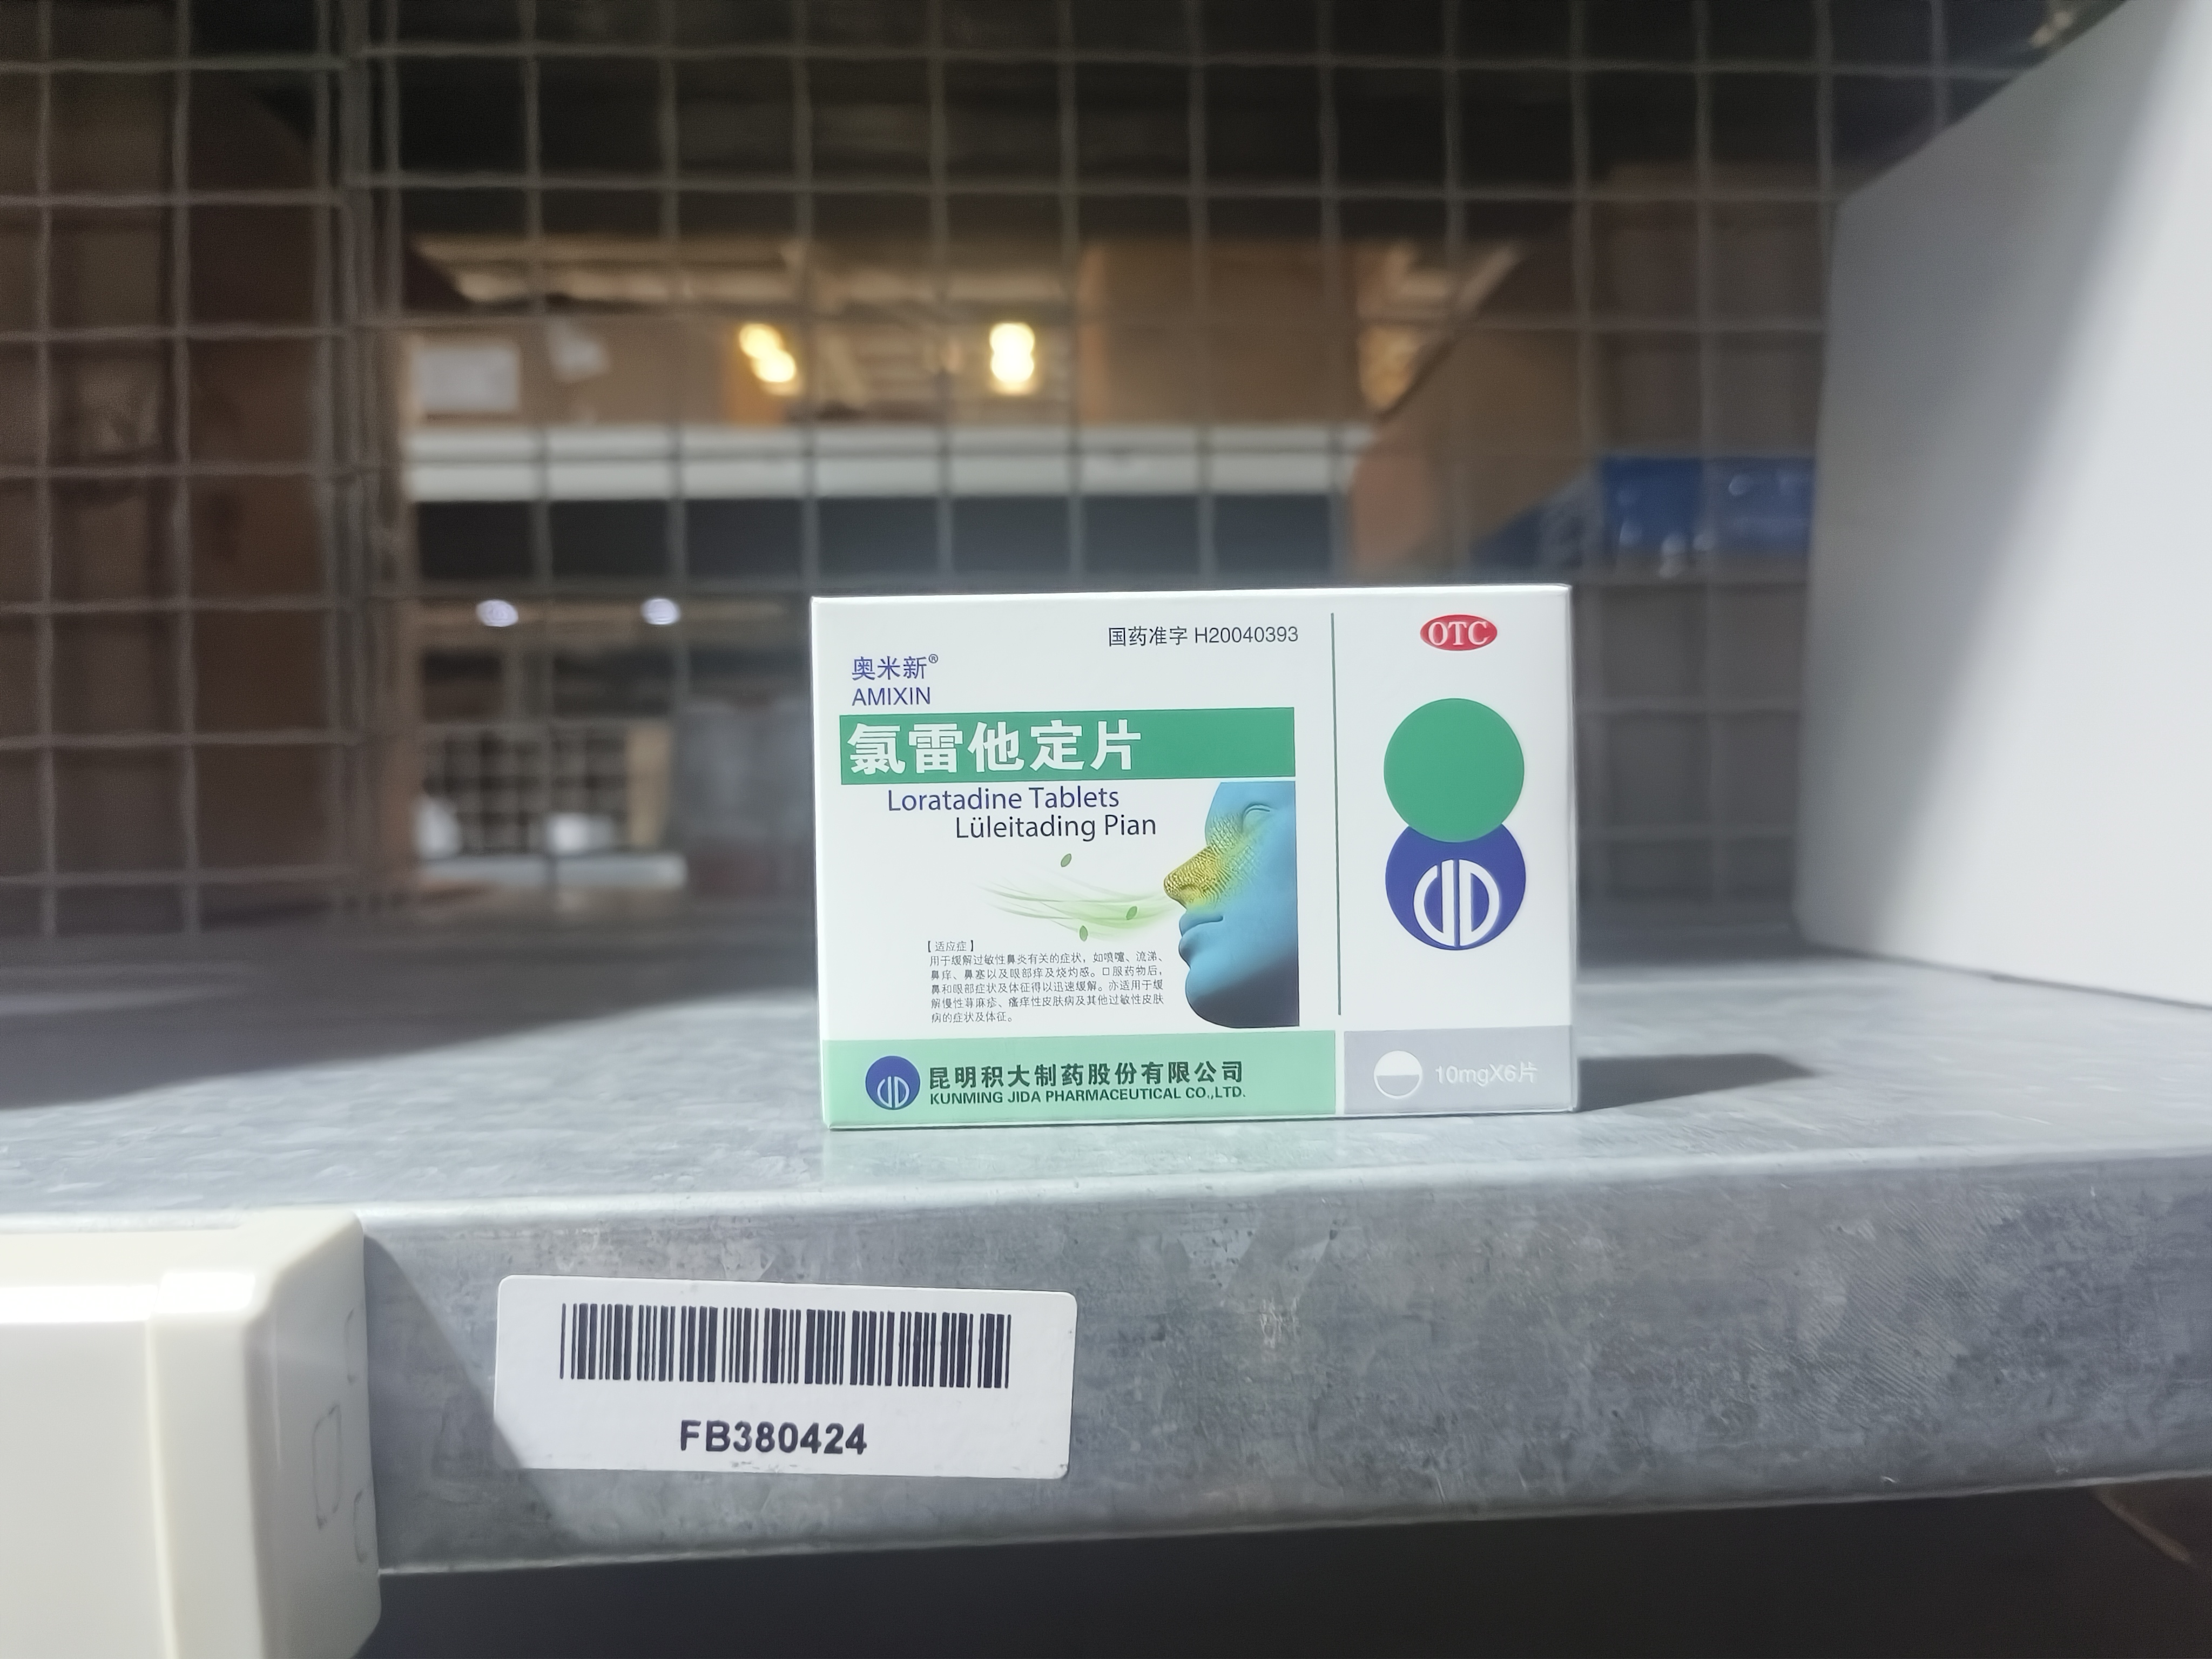 国药准字 H20040393
OTC
奥米新®
AMIXIN
氯雷他定片
Loratadine Tablets
Lüleitading Pian
【适应症】
用于缓解过敏性鼻炎有关的症状，如喷嚏、流涕、
鼻痒、鼻塞以及眼部痒及烧灼感。口服药物后，
鼻和眼部症状及体征得以迅速缓解。亦适用于缓
解慢性荨麻疹、瘙痒性皮肤病及其他过敏性皮肤
病的症状及体征。
昆明积大制药股份有限公司
KUNMING JIDA PHARMACEUTICAL CO.,LTD.
10mgX6片
FB380424